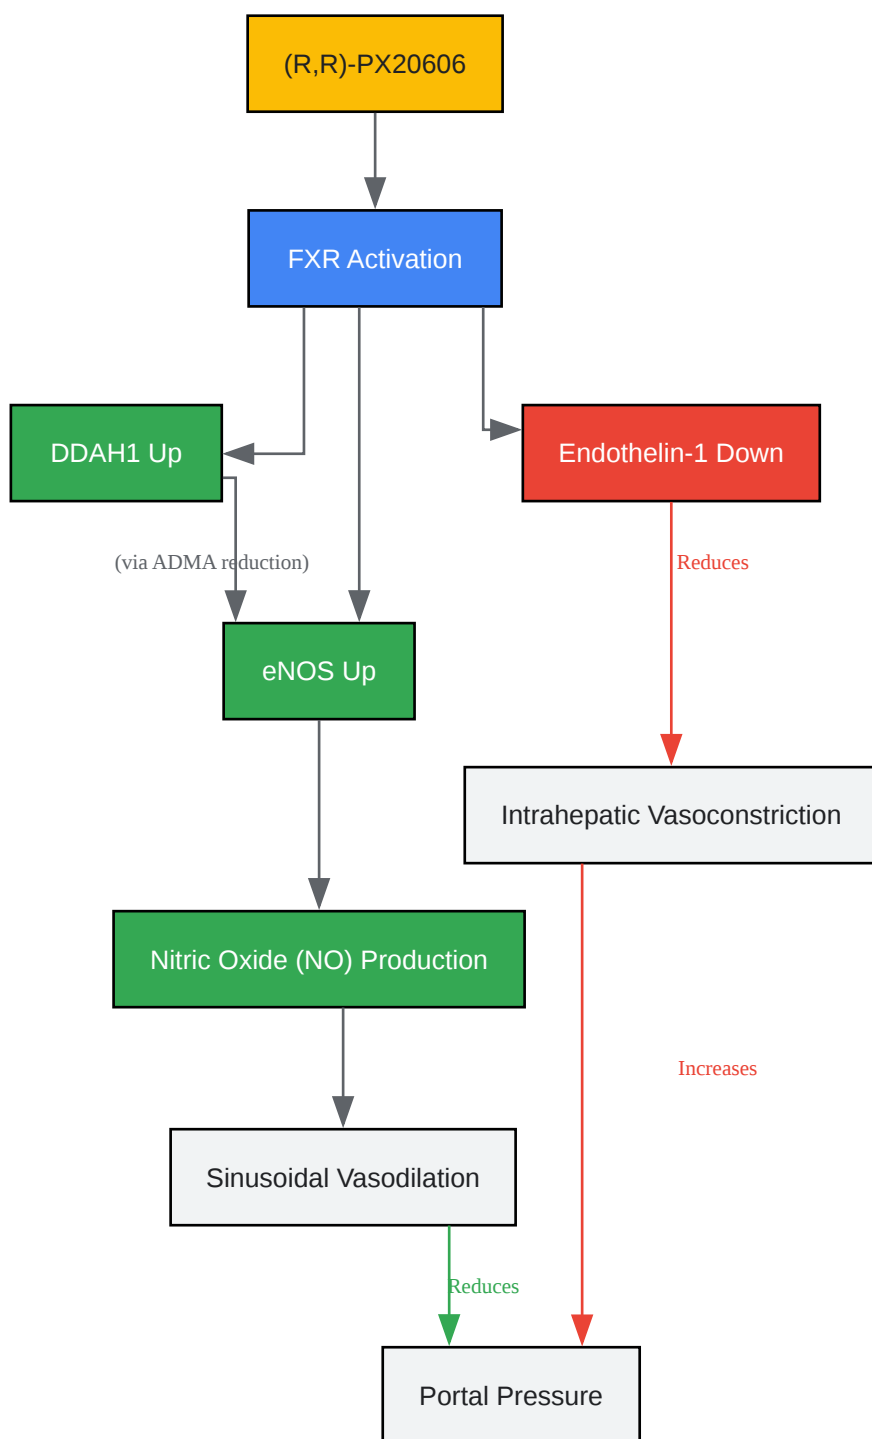 (R,R)-PX20606
FXR Activation
DDAH1 Up
Endothelin-1 Down
(via ADMA reduction)
Reduces
eNOS Up
Intrahepatic Vasoconstriction
Nitric Oxide (NO) Production
Increases
Sinusoidal Vasodilation
Reduces
Portal Pressure